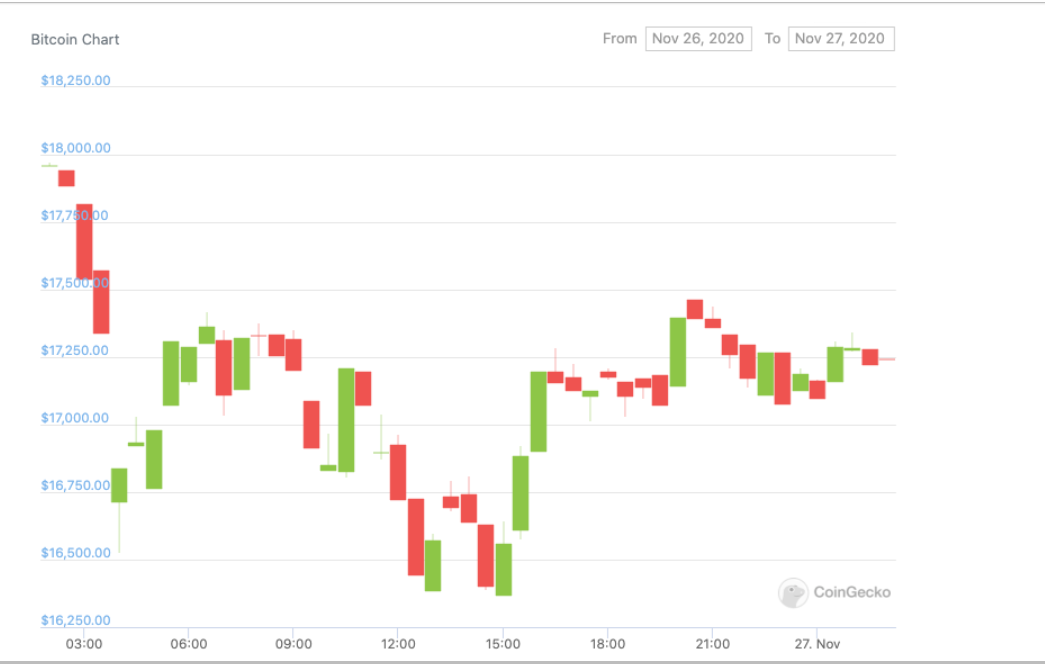 Bitcoin Chart
From Nov 26, 2020 To Nov 27, 2020
$18,250.00
$18,000.00
$17,750.00
$17,500.00
$17,250.00
$17,000.00
$16,750.00
$16,500.00
$16,250.00
CoinGecko
03:00 06:00 09:00 12:00 15:00 18:00 21:00 27. Nov